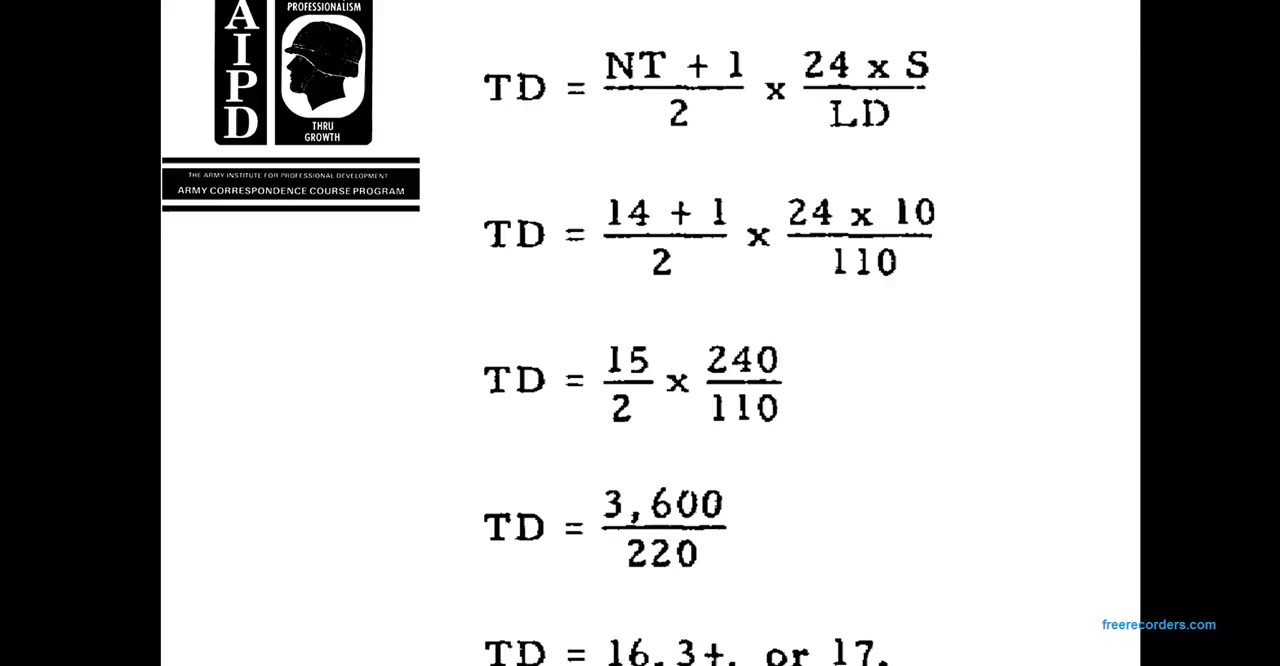 AIPD
PROFESSIONALISM
THRU
GROWTH
THE ARMY INSTITUTE FOR PROFESSIONAL DEVELOPMENT
ARMY CORRESPONDENCE COURSE PROGRAM
TD = NT + 1 / 2 x 24 x S / LD
TD = 14 + 1 / 2 x 24 x 10 / 110
TD = 15 / 2 x 240 / 110
TD = 3,600 / 220
TD = 16.3+, or 17.
freerecorders.com